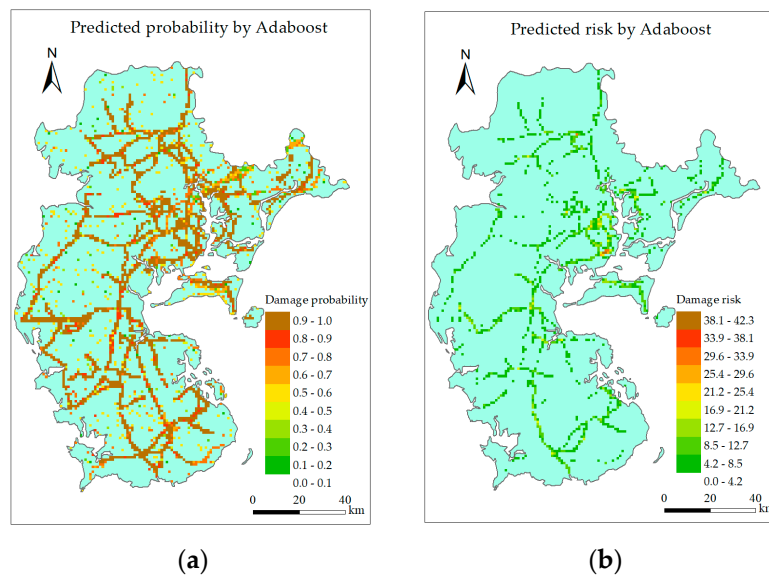 Predicted probability by Adaboost
N
Damage probability
0.9 - 1.0
0.8 - 0.9
0.7 - 0.8
0.6 - 0.7
0.5 - 0.6
0.4 - 0.5
0.3 - 0.4
0.2 - 0.3
0.1 - 0.2
0.0 - 0.1
0 20 40
km
(a)
Predicted risk by Adaboost
N
Damage risk
38.1 - 42.3
33.9 - 38.1
29.6 - 33.9
25.4 - 29.6
21.2 - 25.4
16.9 - 21.2
12.7 - 16.9
8.5 - 12.7
4.2 - 8.5
0.0 - 4.2
0 20 40
km
(b)